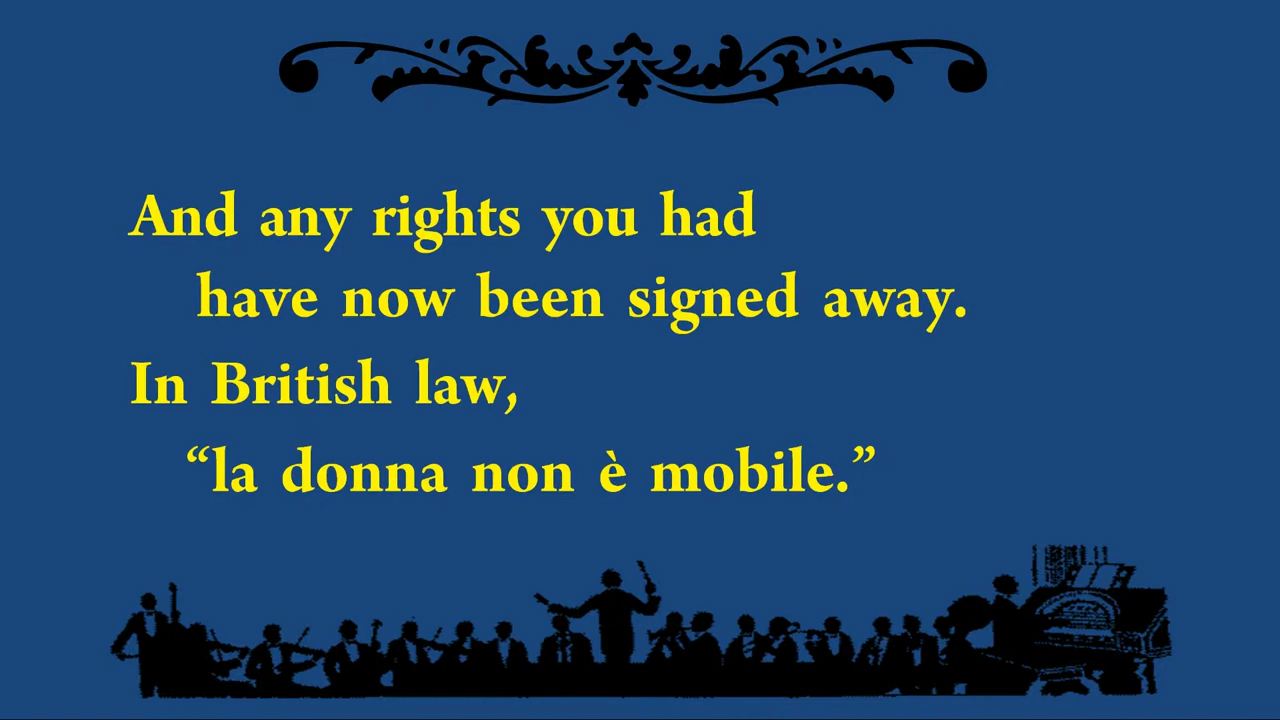 And any rights you had
have now been signed away.
In British law,
“la donna non è mobile.”